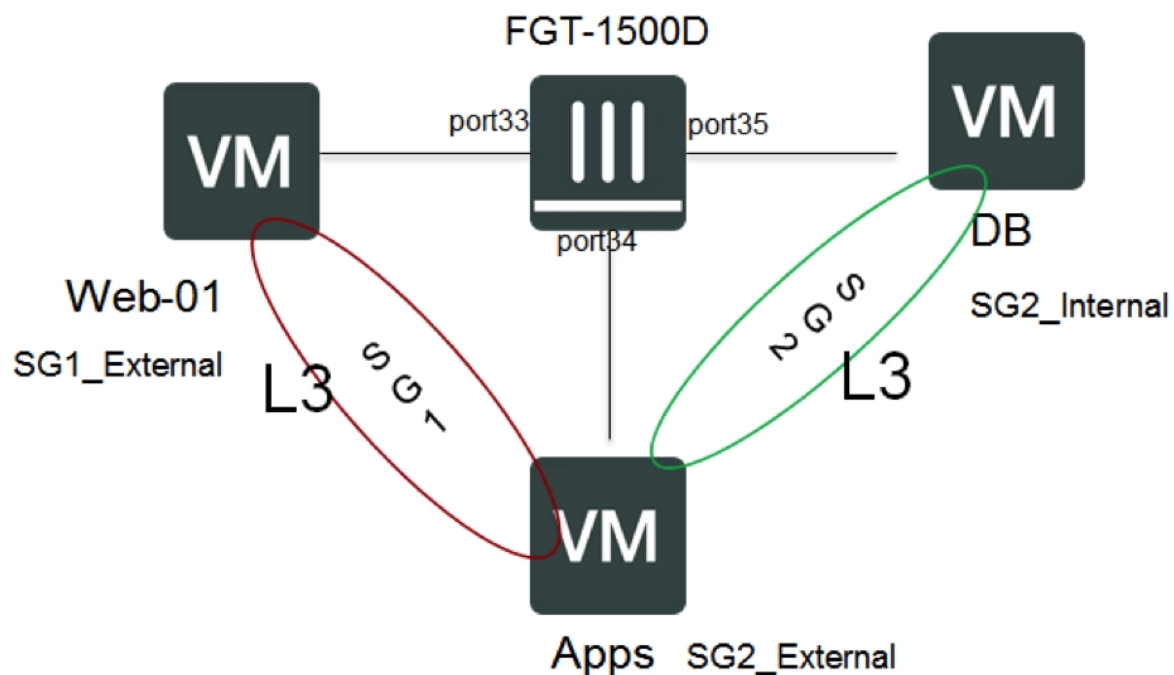 FGT-1500D
VM
port33
port35
VM
port34
Web-01
DB
SG1_External
SG2_Internal
L3
SG1
SG2
L3
VM
Apps
SG2_External